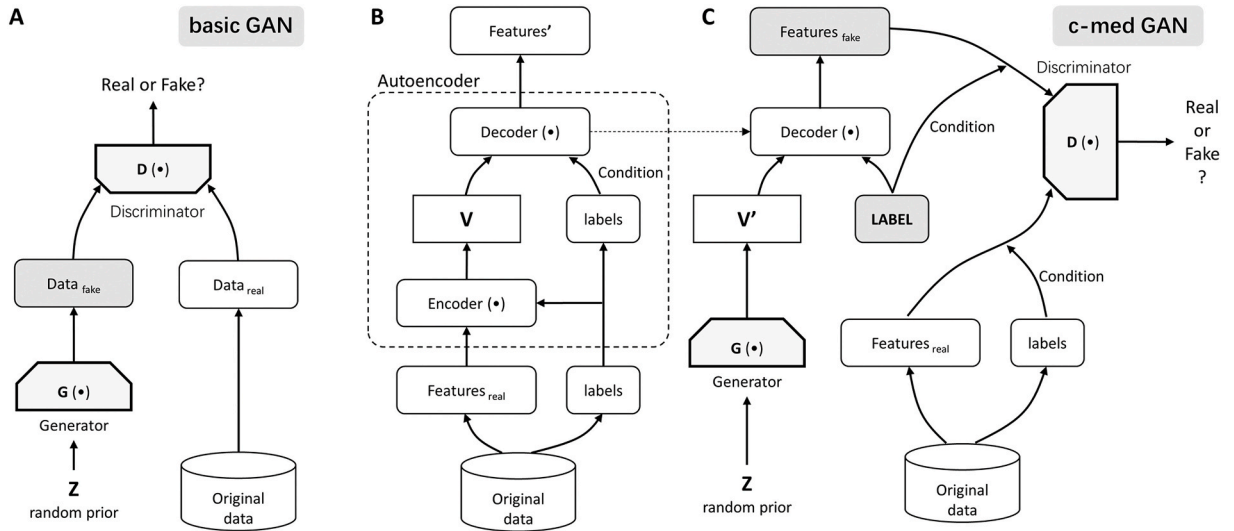 A
basic GAN
Real or Fake?
D (•)
Discriminator
Data fake
Data real
G (•)
Generator
Z
random prior
Original
data
B
Features’
Autoencoder
Decoder (•)
Condition
V
labels
Encoder (•)
Features real
labels
Original
data
C
c-med GAN
Features fake
Discriminator
Decoder (•)
Condition
D (•)
Real
or
Fake
?
V’
LABEL
Condition
G (•)
Generator
Features real
labels
Z
random prior
Original
data